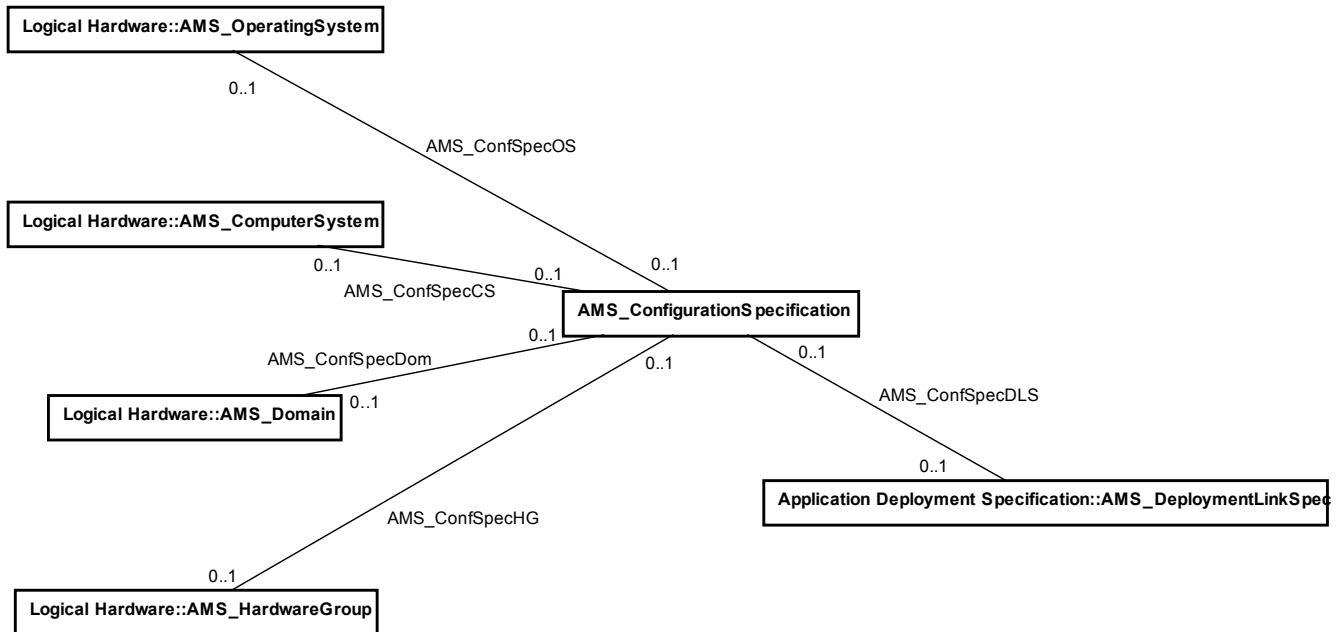 Logical Hardware::AMS_OperatingSystem
0..1
AMS_ConfSpecOS
Logical Hardware::AMS_ComputerSystem
0..1
0..1
0..1
AMS_ConfSpecCS
AMS_ConfigurationSpecification
0..1
0..1
0..1
AMS_ConfSpecDom
AMS_ConfSpecDLS
0..1
Logical Hardware::AMS_Domain
0..1
Application Deployment Specification::AMS_DeploymentLinkSpec
AMS_ConfSpecHG
0..1
Logical Hardware::AMS_HardwareGroup